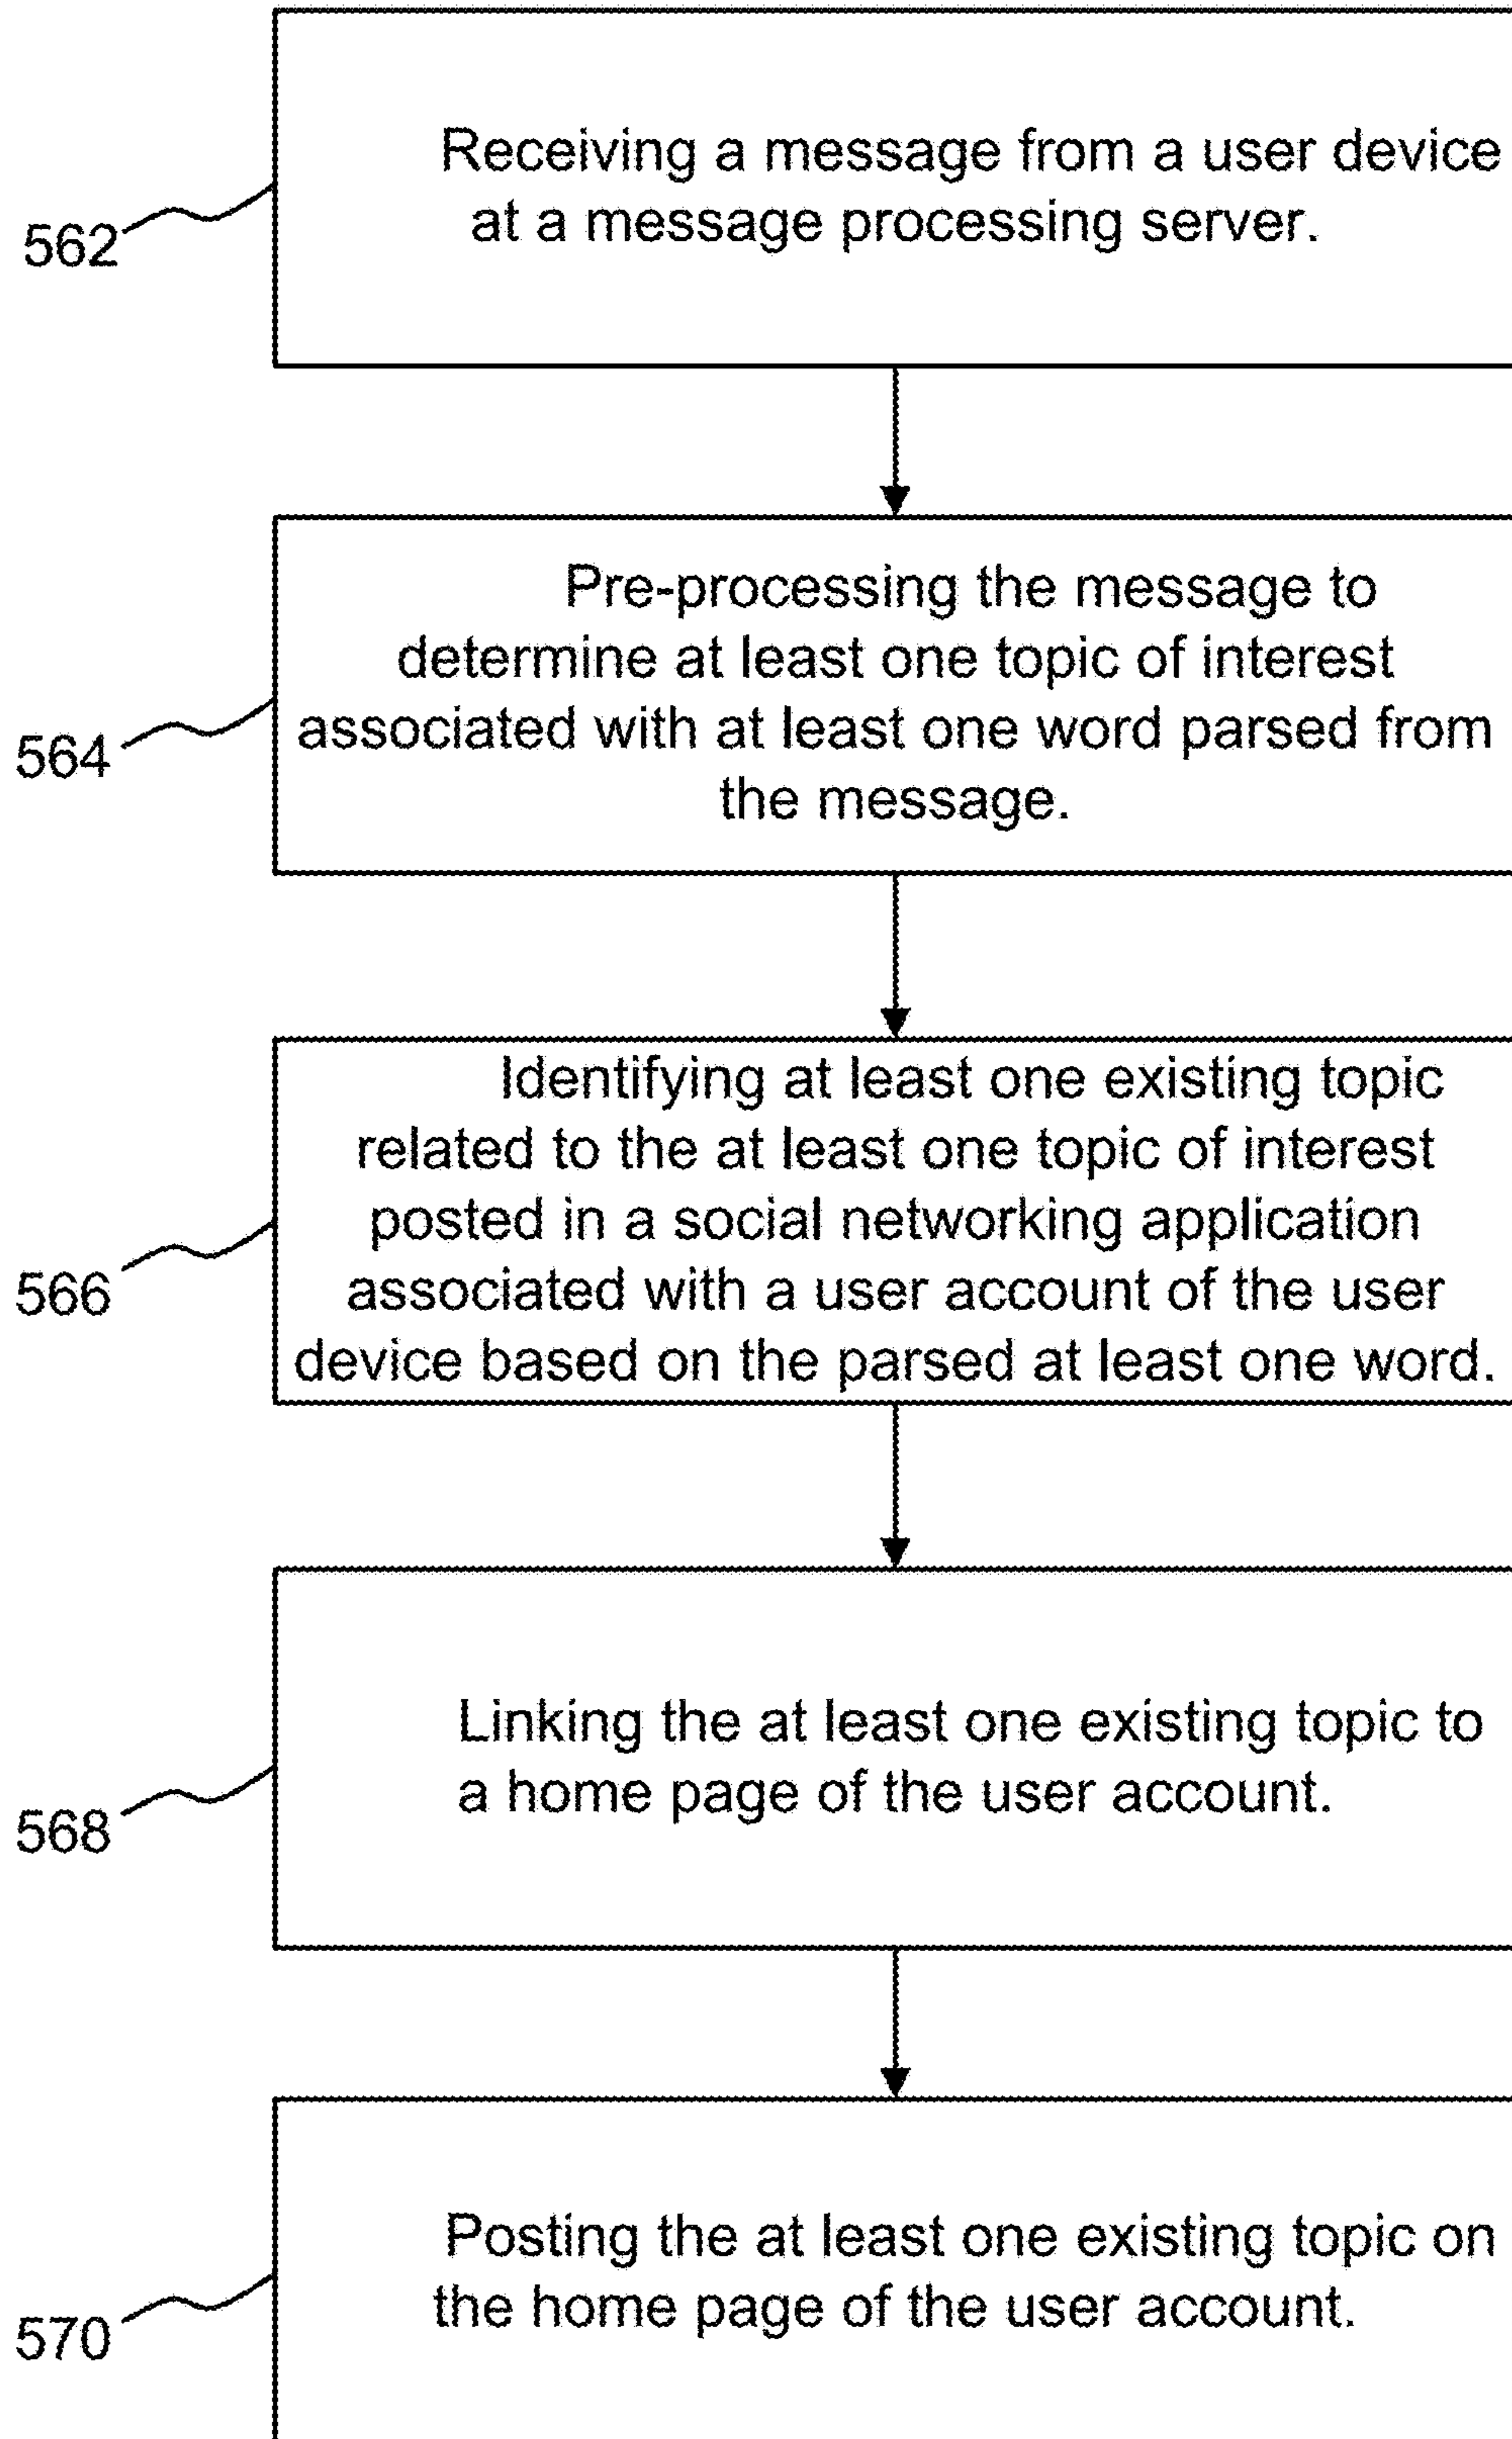 Receiving a message from a user device
at a message processing server.
562
Pre-processing the message to
determine at least one topic of interest
associated with at least one word parsed from
the message.
564
Identifying at least one existing topic
related to the at least one topic of interest
posted in a social networking application
associated with a user account of the user
device based on the parsed at least one word.
566
Linking the at least one existing topic to
a home page of the user account.
568
Posting the at least one existing topic on
the home page of the user account.
570